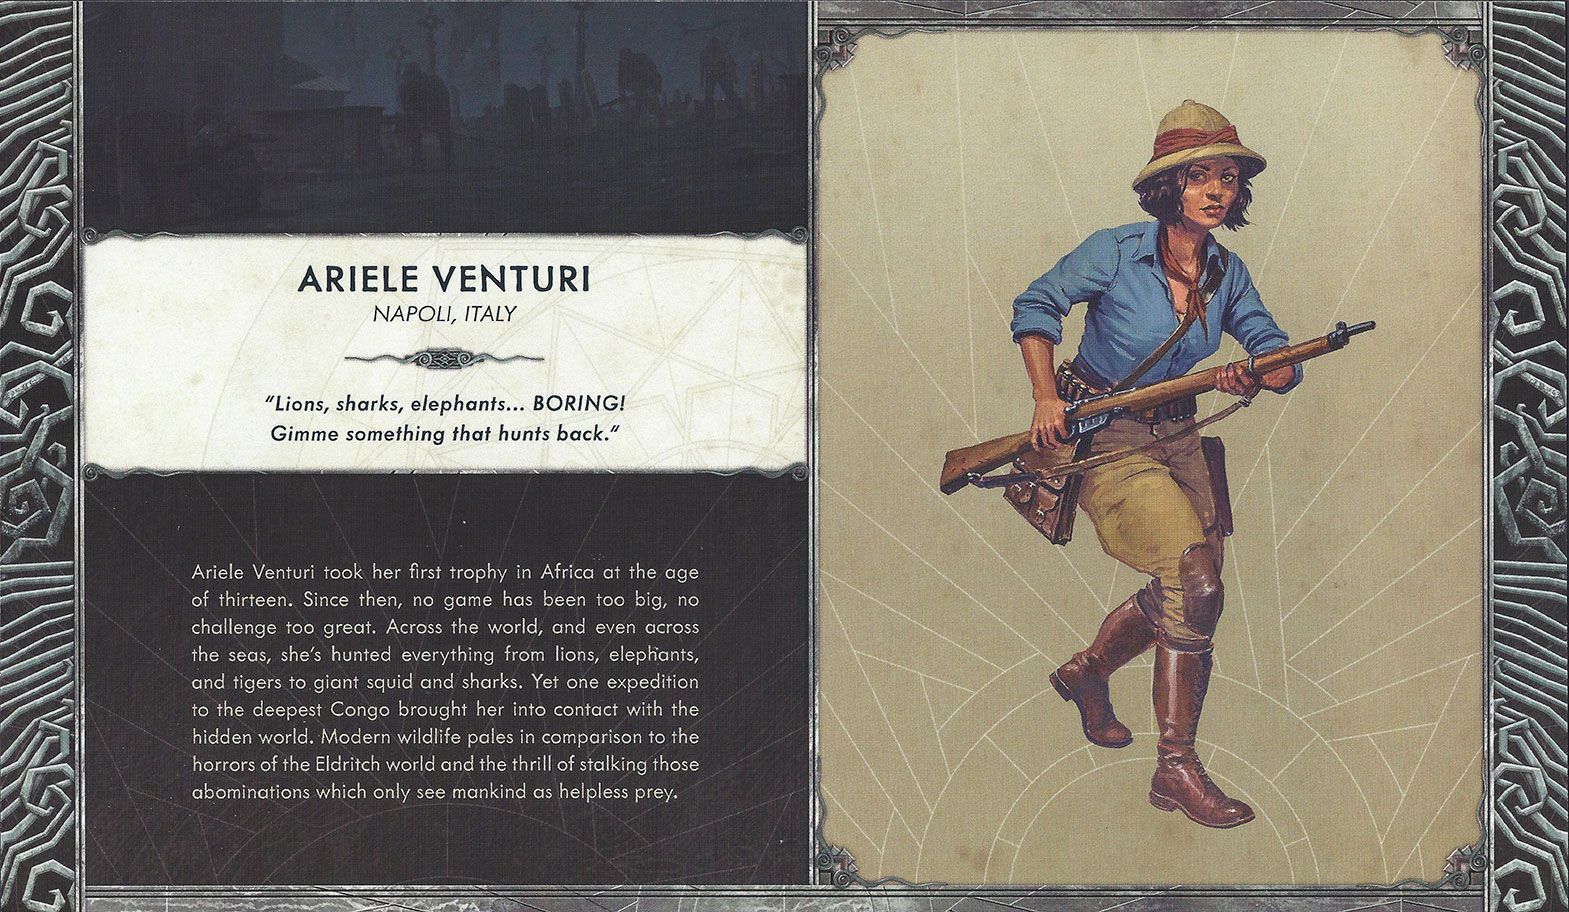 ARIELE VENTURI
NAPOLI, ITALY
“Lions, sharks, elephants... BORING!
Gimme something that hunts back.”
Ariele Venturi took her first trophy in Africa at the age
of thirteen. Since then, no game has been too big, no
challenge too great. Across the world, and even across
the seas, she’s hunted everything from lions, elephants,
and tigers to giant squid and sharks. Yet one expedition
to the deepest Congo brought her into contact with the
hidden world. Modern wildlife pales in comparison to the
horrors of the Eldritch world and the thrill of stalking those
abominations which only see mankind as helpless prey.